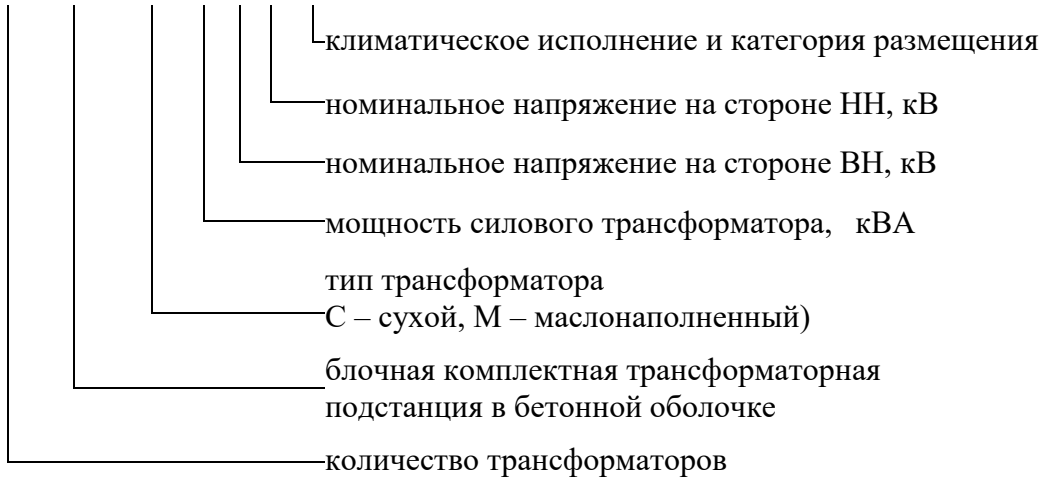 климатическое исполнение и категория размещения
номинальное напряжение на стороне НН, кВ
номинальное напряжение на стороне ВН, кВ
мощность силового трансформатора, кВА
тип трансформатора
С – сухой, М – маслонаполненный)
блочная комплектная трансформаторная
подстанция в бетонной оболочке
количество трансформаторов